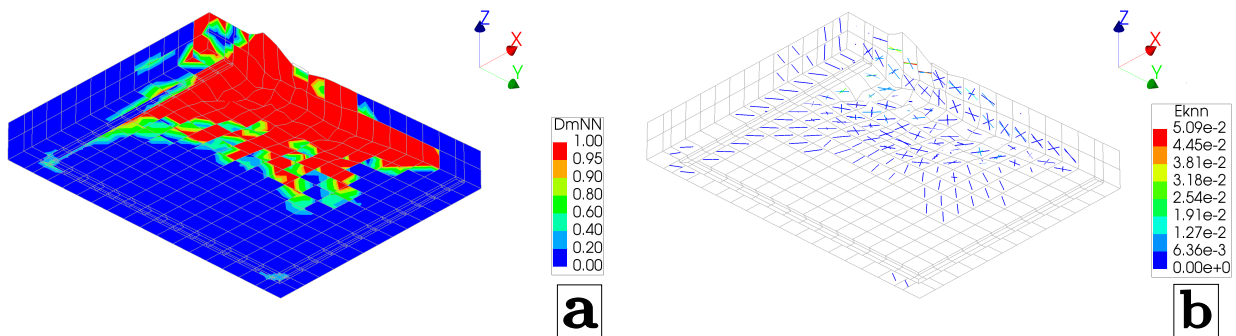 Z
X
Y
DmNN
1.00
0.95
0.90
0.80
0.60
0.40
0.20
0.00
a
Z
X
Y
Eknn
5.09e-2
4.45e-2
3.81e-2
3.18e-2
2.54e-2
1.91e-2
1.27e-2
6.36e-3
0.00e+0
b